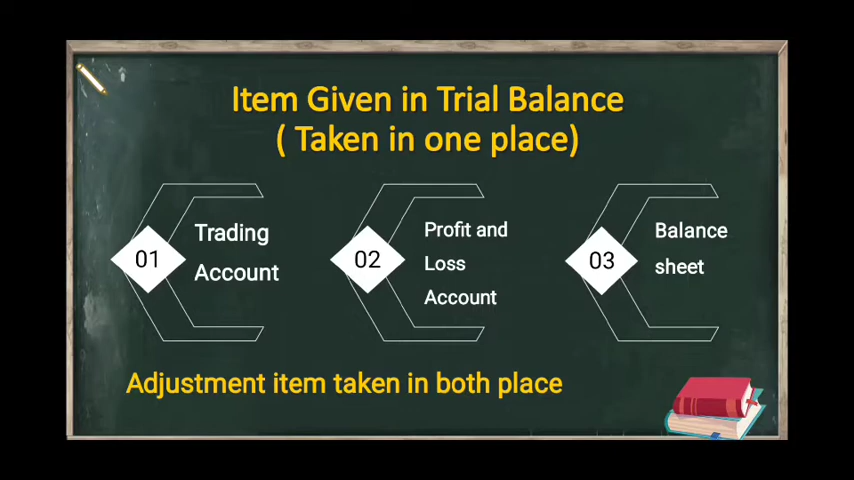 Item Given in Trial Balance
( Taken in one place)
01
Trading
Account
02
Profit and
Loss
Account
03
Balance
sheet
Adjustment item taken in both place